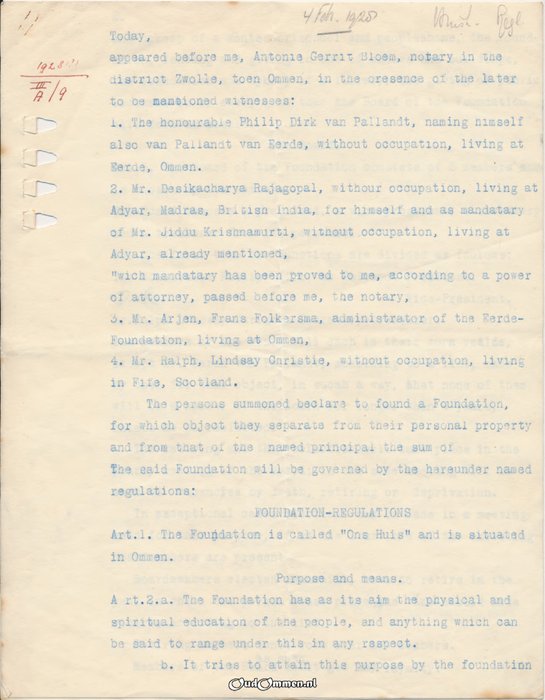 4 Feb. 1928
1928
III
A/9
Today,
appeared before me, Antonie Gerrit Bloem, notary in the
district Zwolle, toen Ommen, in the presence of the later
to be mantioned witnesses:
1. The honourable Philip Dirk van Pallandt, naming himself
also van Pallandt van Eerde, without occupation, living at
Eerde, Ommen.
2. Mr. Desikacharya Rajagopal, withour occupation, living at
Adyar, Madras, British India, for himself and as mandatary
of Mr. Jiddu Krishnamurti, without occupation, living at
Adyar, already mentioned,
"wich mandatary has been proved to me, according to a power
of attorney, passed before me, the notary,
3. Mr. Arjen, Frans Folkersma, administrator of the Eerde-
Foundation, living at Ommen,
4. Mr. Ralph, Lindsay Christie, without occupation, living
in Fife, Scotland.
The persons summoned beclare to found a Foundation,
for which object they separate from their personal property
and from that of the named principal the sum of
The said Foundation will be governed by the hereunder named
regulations:
FOUNDATION-REGULATIONS
Art.1. The Foundation is called "Ons Huis" and is situated
in Ommen.
Purpose and means.
A rt.2.a. The Foundation has as its aim the physical and
spiritual education of the people, and anything which can
be said to range under this in any respect.
b. It tries to attain this purpose by the foundation
OudOmmen.nl